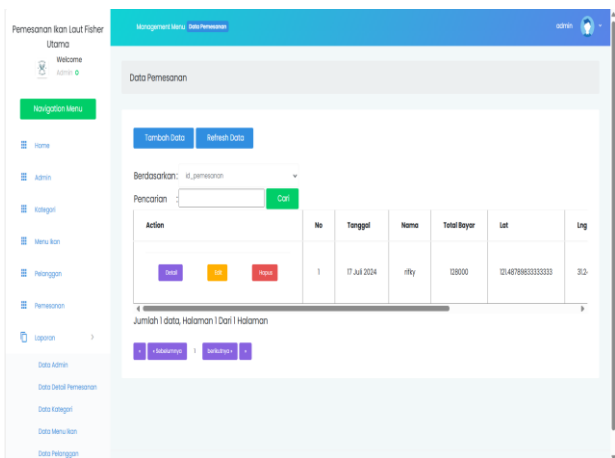 Pemesanan Ikan Laut Fisher
Utama
Welcome
Admin
Navigation Menu
Home
Admin
Kategori
Menu Ikan
Pelanggan
Pemesanan
Laporan
Data Admin
Data Detail Pemesanan
Data Kategori
Data Menu Ikan
Data Pelanggan
Management Menu Data Pemesanan
admin
Data Pemesanan
Tambah Data Refresh Data
Berdasarkan: id_pemesanan
Pencarian : Cari
Action No Tanggal Nama Total Bayar Lat Lng
Detail Edit Hapus 1 17 Juli 2024 rifky 128000
Jumlah 1 data, Halaman 1 Dari 1 Halaman
« « Sebelumnya 1 berikutnya » »